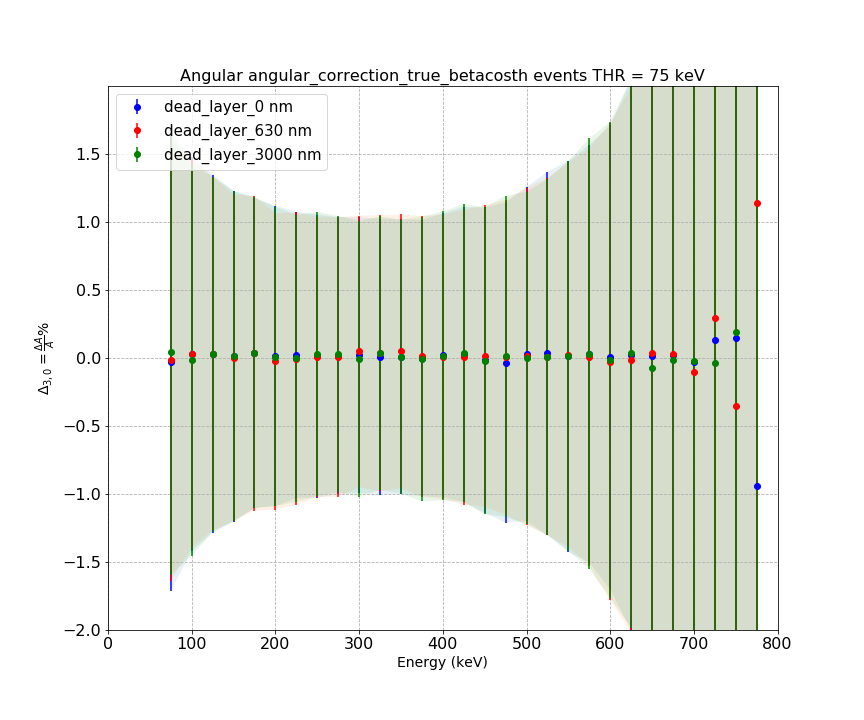 Angular angular_correction_true_betacosth events THR = 75 keV
dead_layer_0 nm
dead_layer_630 nm
dead_layer_3000 nm
1.5
1.0
0.5
0.0
−0.5
−1.0
−1.5
−2.0
Δ₃,₀ = ΔA/A %
0 100 200 300 400 500 600 700 800
Energy (keV)